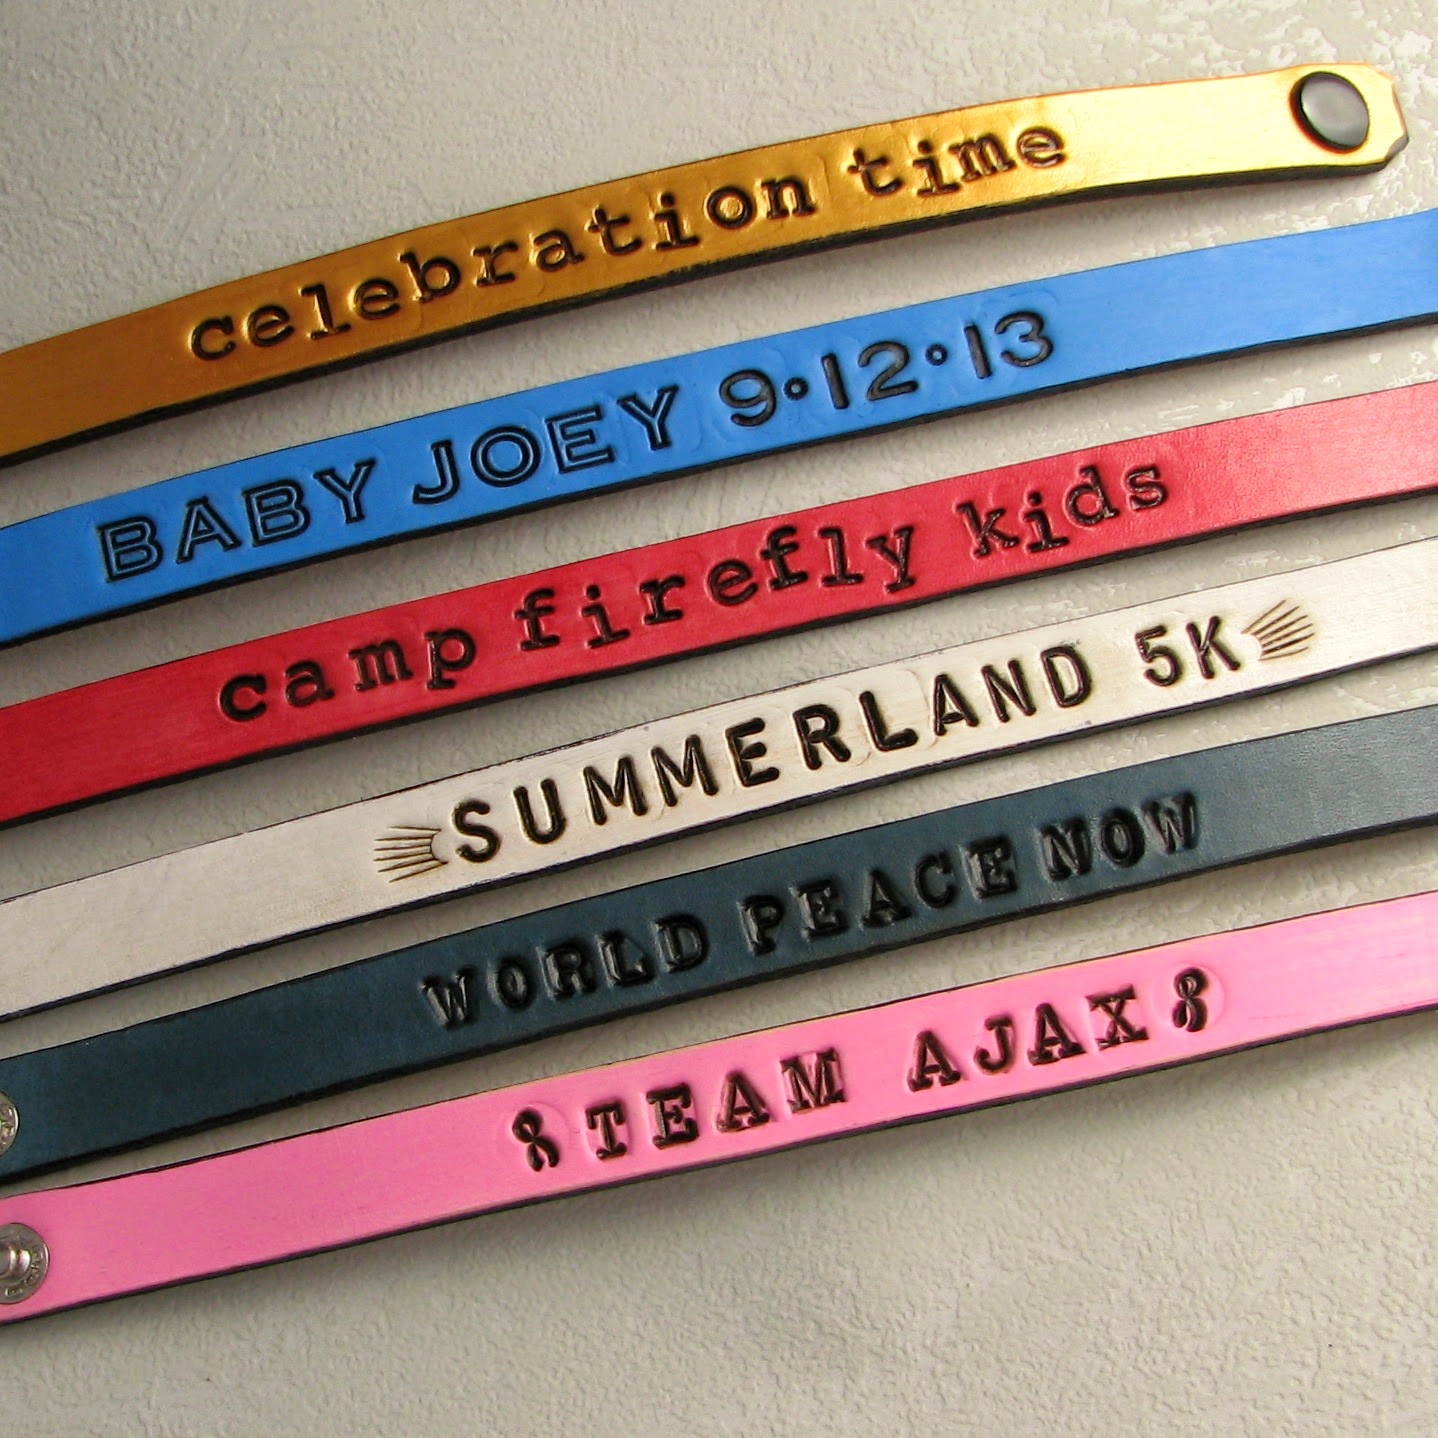 celebration time
BABY JOEY 9•12•13
camp firefly kids
SUMMERLAND 5K
WORLD PEACE NOW
TEAM AJAX